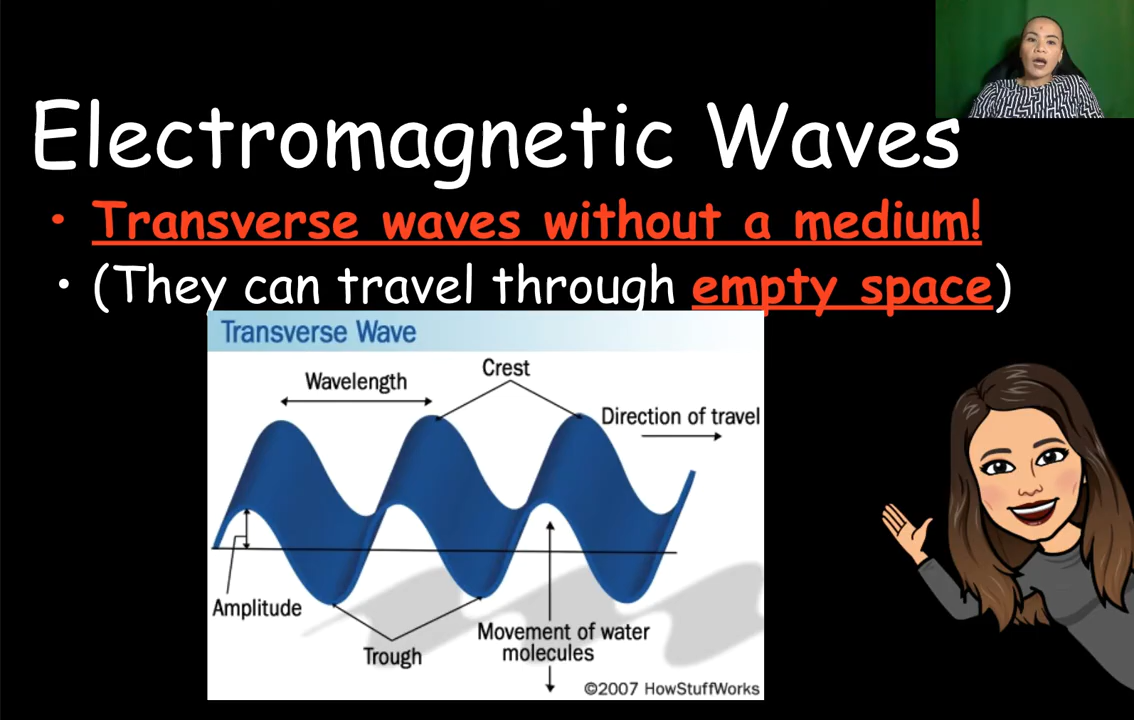 Electromagnetic Waves
• Transverse waves without a medium!
• (They can travel through empty space)
Transverse Wave
Crest
Wavelength
Direction of travel
Amplitude
Movement of water
molecules
Trough
©2007 HowStuffWorks